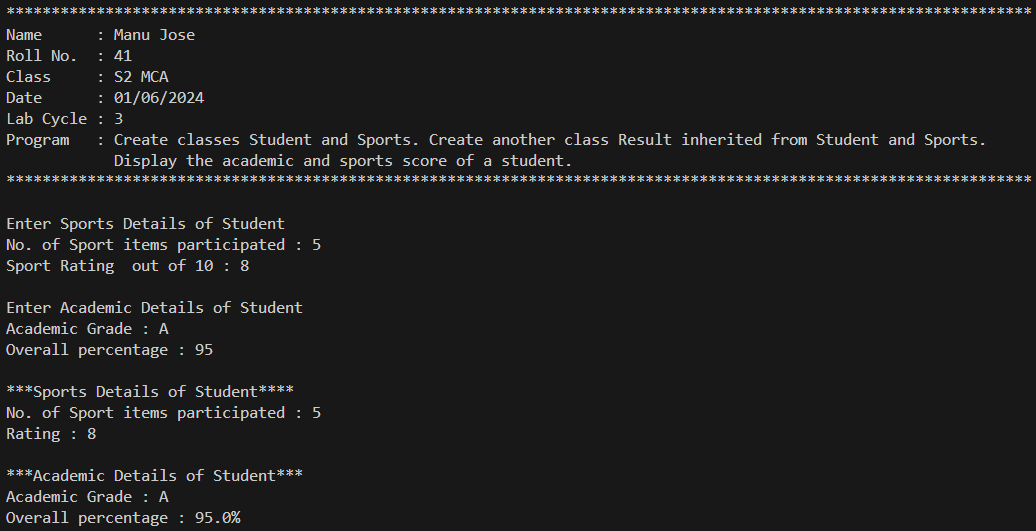 ******************************************************************************************************************
Name      : Manu Jose
Roll No.  : 41
Class     : S2 MCA
Date      : 01/06/2024
Lab Cycle : 3
Program   : Create classes Student and Sports. Create another class Result inherited from Student and Sports.
            Display the academic and sports score of a student.
******************************************************************************************************************
Enter Sports Details of Student
No. of Sport items participated : 5
Sport Rating  out of 10 : 8
Enter Academic Details of Student
Academic Grade : A
Overall percentage : 95
***Sports Details of Student****
No. of Sport items participated : 5
Rating : 8
***Academic Details of Student***
Academic Grade : A
Overall percentage : 95.0%